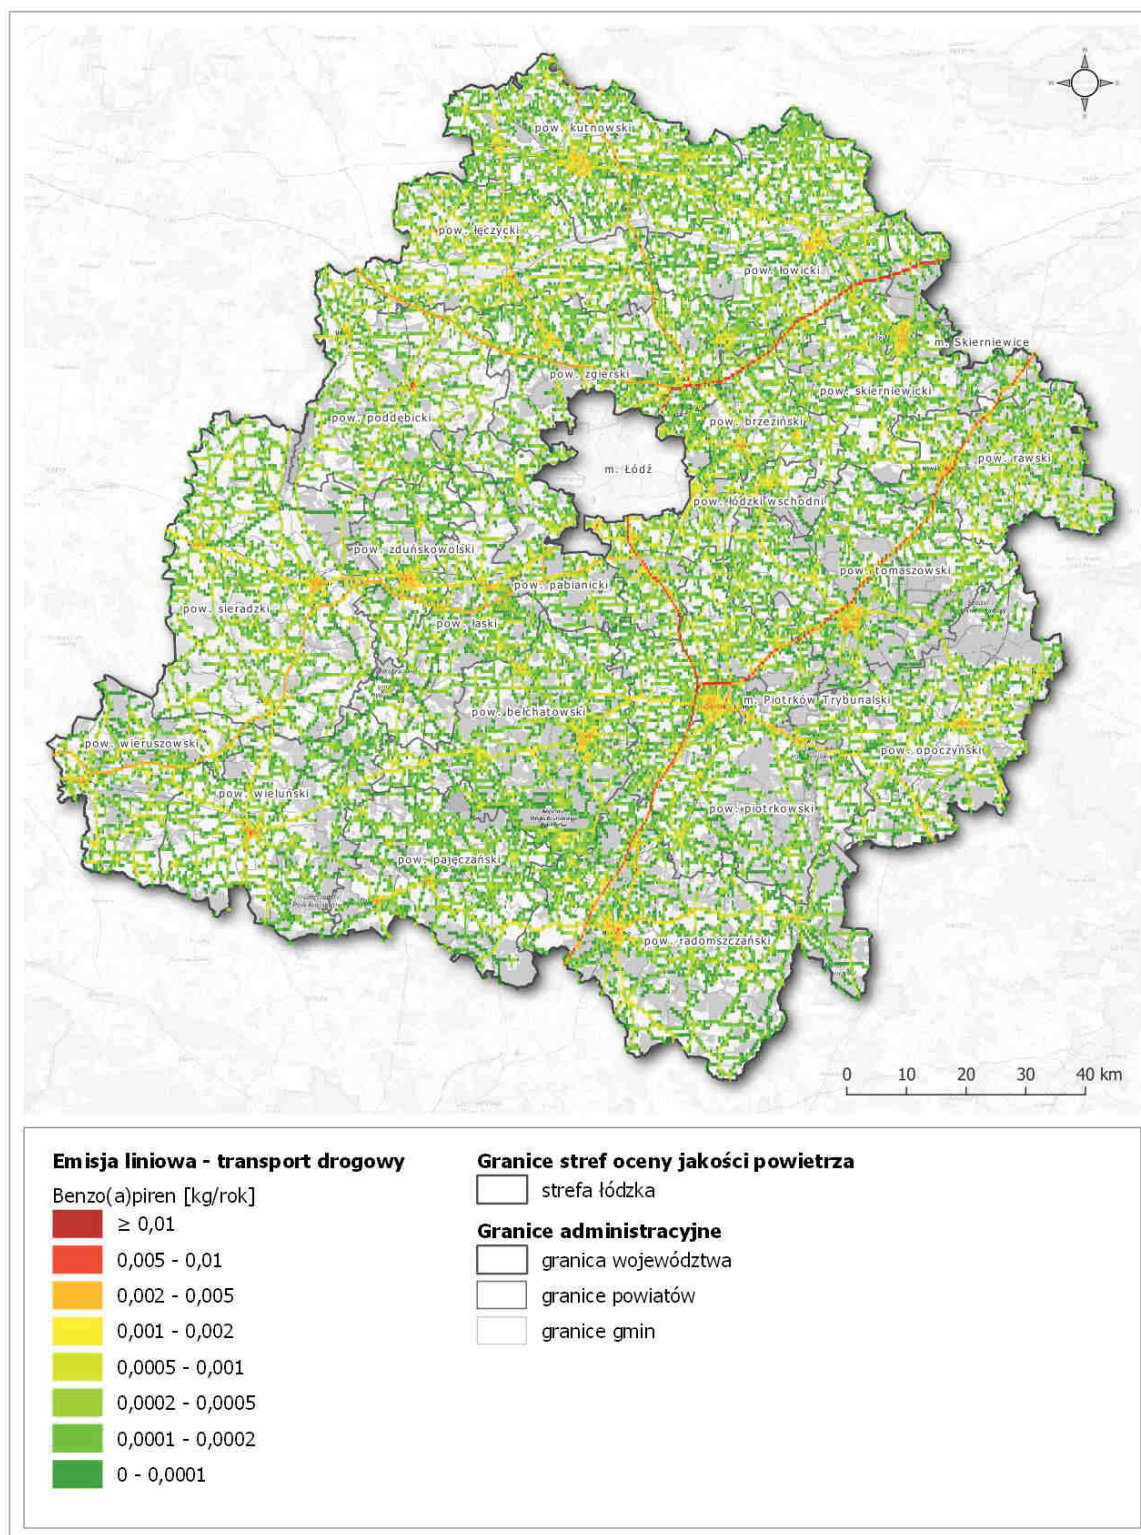 pow. kutnowski
pow. łęczycki
pow. łowicki
m. Skierniewice
pow. zgierski
pow. skierniewicki
pow. poddębicki
pow. brzeziński
pow. rawski
m. Łódź
pow. łódzki wschodni
pow. zduńskowolski
pow. tomaszowski
pow. pabianicki
pow. sieradzki
pow. łaski
m. Piotrków Trybunalski
pow. bełchatowski
pow. wieruszowski
pow. opoczyński
pow. wieluński
pow. piotrkowski
pow. pajęczański
pow. radomszczański
0 10 20 30 40 km
Emisja liniowa - transport drogowy
Benzo(a)piren [kg/rok]
≥ 0,01
0,005 - 0,01
0,002 - 0,005
0,001 - 0,002
0,0005 - 0,001
0,0002 - 0,0005
0,0001 - 0,0002
0 - 0,0001
Granice stref oceny jakości powietrza
strefa łódzka
Granice administracyjne
granica województwa
granice powiatów
granice gmin